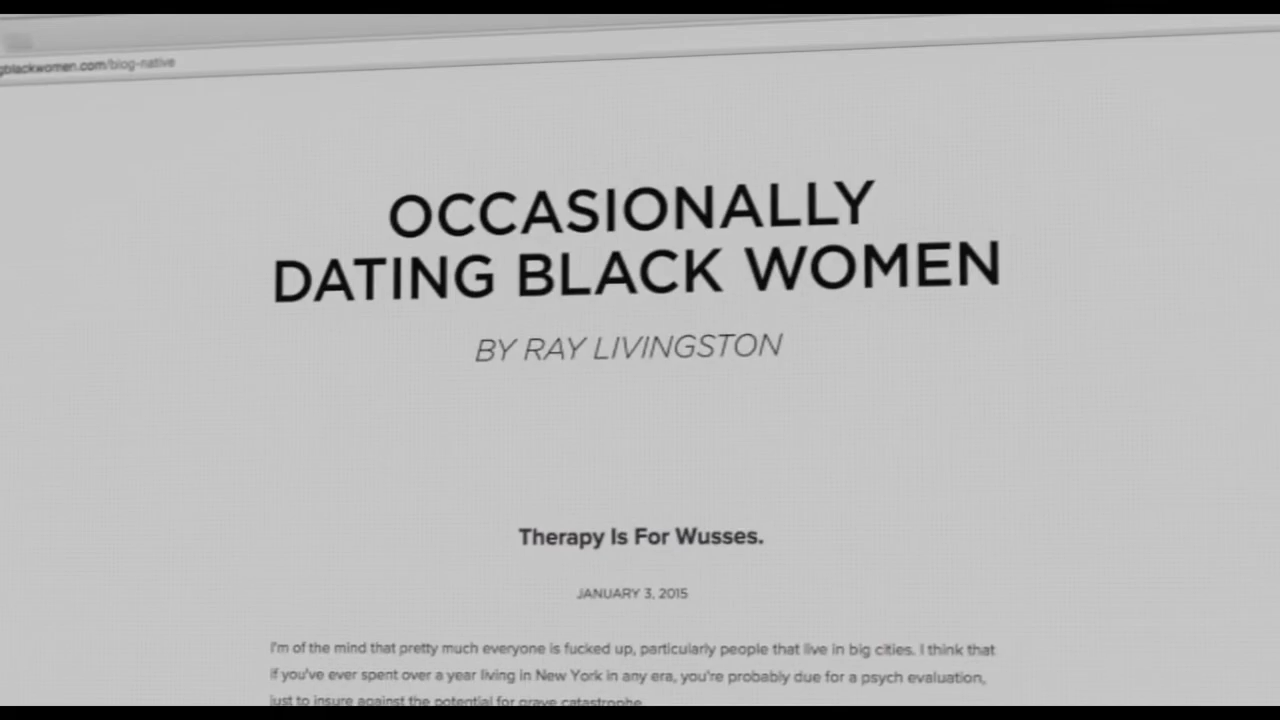 gblackwomen.com/blog-native
OCCASIONALLY
DATING BLACK WOMEN
BY RAY LIVINGSTON
Therapy Is For Wusses.
JANUARY 3, 2015
I'm of the mind that pretty much everyone is fucked up, particularly people that live in big cities. I think that
if you've ever spent over a year living in New York in any era, you're probably due for a psych evaluation,
just to insure against the potential for grave catastrophe.